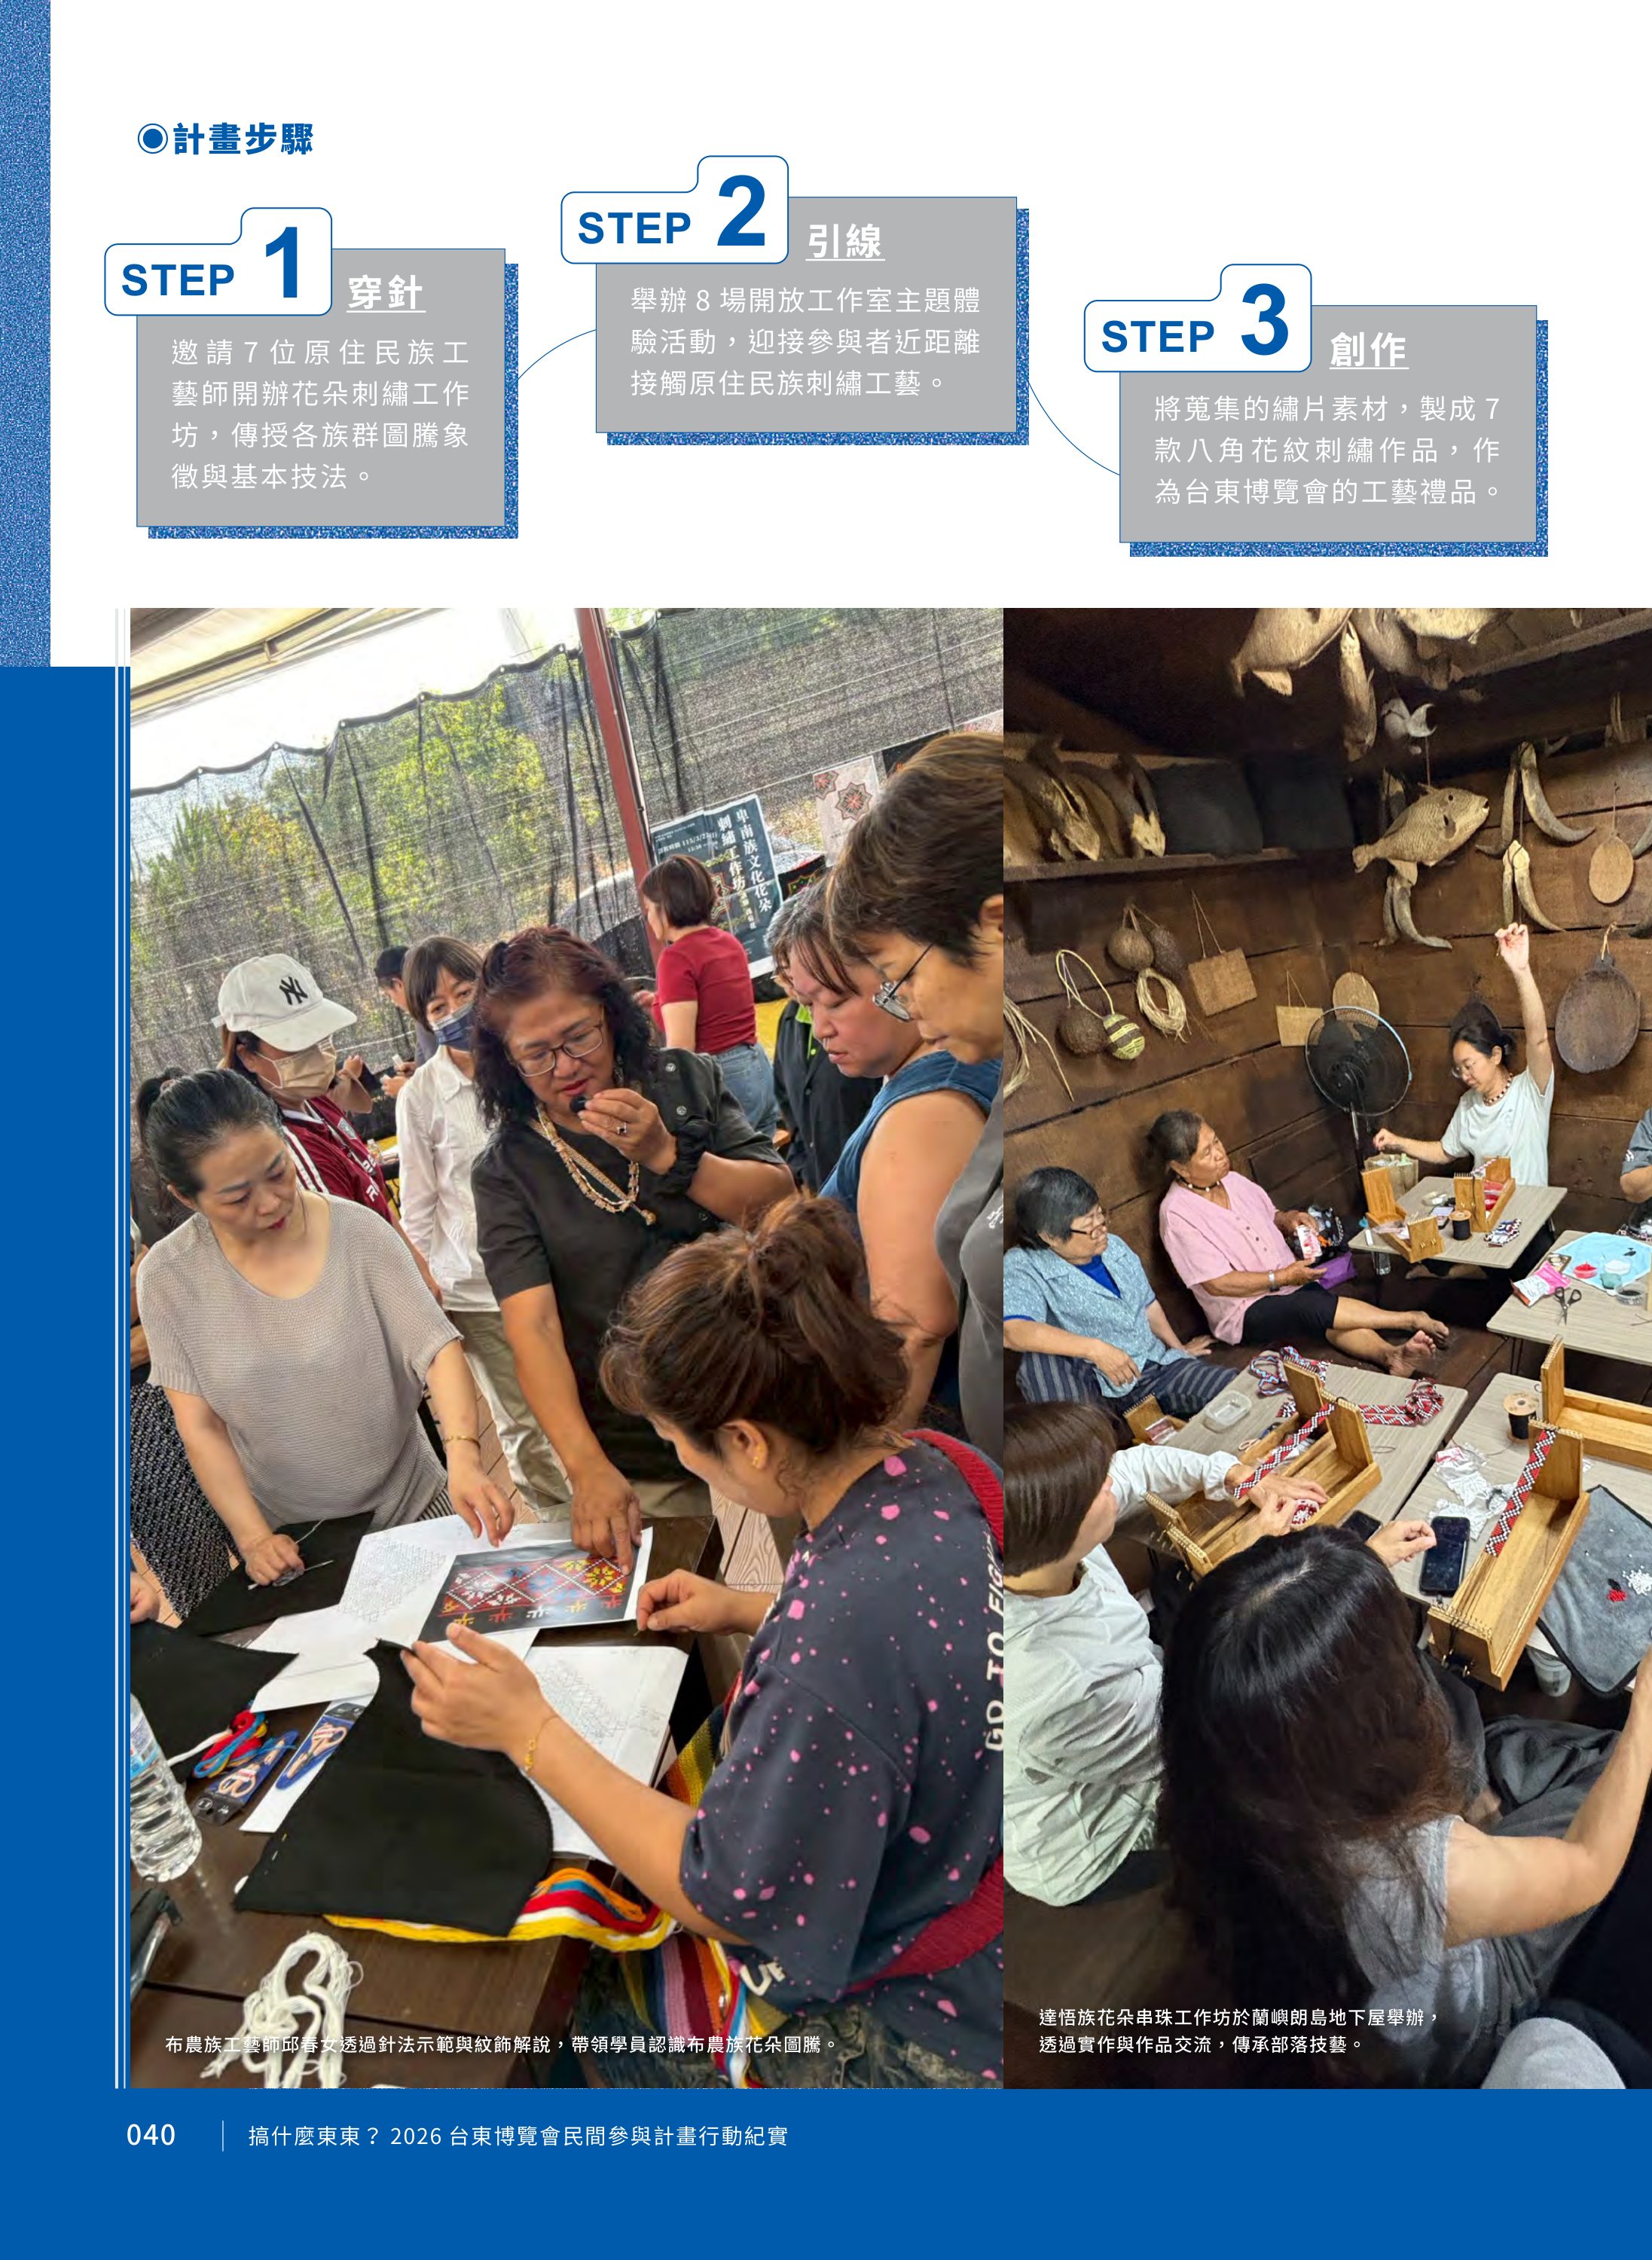 ◉計畫步驟
STEP 1 穿針
邀請 7 位原住民族工
藝師開辦花朵刺繡工作
坊，傳授各族群圖騰象
徵與基本技法。
STEP 2 引線
舉辦 8 場開放工作室主題體
驗活動，迎接參與者近距離
接觸原住民族刺繡工藝。
STEP 3 創作
將蒐集的繡片素材，製成 7
款八角花紋刺繡作品，作
為台東博覽會的工藝禮品。
卑南族文化花朵
刺繡工作坊
NY
GO TO
布農族工藝師邱春女透過針法示範與紋飾解說，帶領學員認識布農族花朵圖騰。
達悟族花朵串珠工作坊於蘭嶼朗島地下屋舉辦，
透過實作與作品交流，傳承部落技藝。
040
搞什麼東東？ 2026 台東博覽會民間參與計畫行動紀實